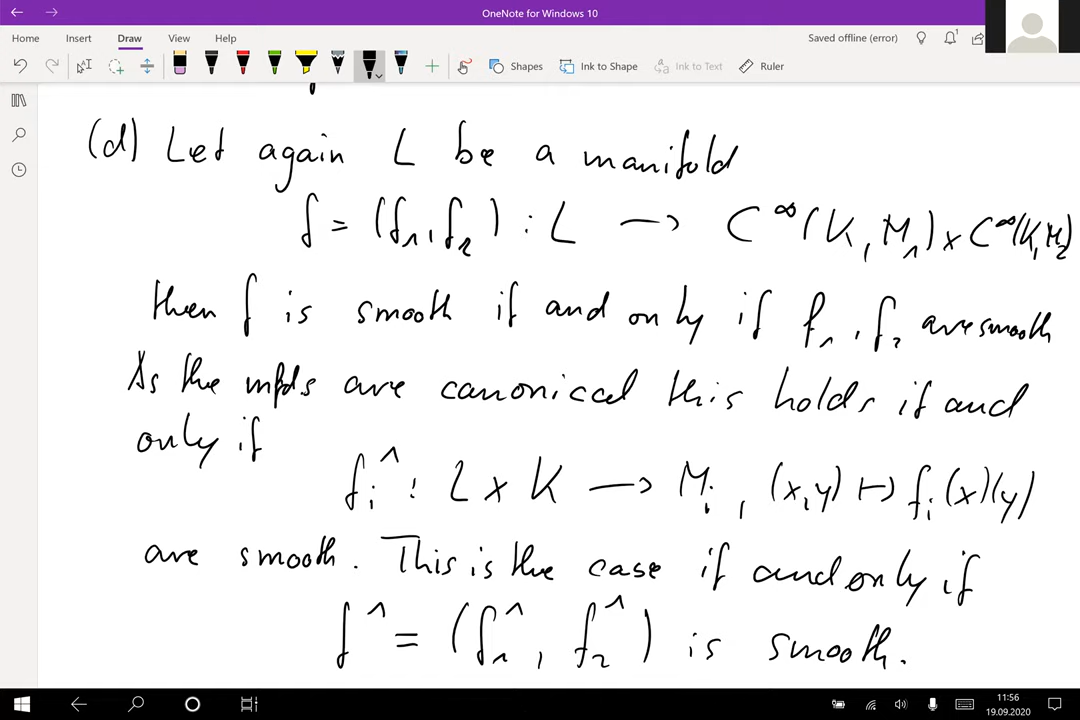 OneNote for Windows 10
Home Insert Draw View Help Saved offline (error)
Shapes Ink to Shape Ink to Text Ruler
(d) Let again L be a manifold
f = (f₁, f₂) : L → C^∞(K, M₁) × C^∞(K, M₂
then f is smooth if and only if f₁, f₂ are smooth
As the mfds are canonical this holds if and
only if
f_i^∧ : L × K → M_i , (x,y) ↦ f_i(x)(y)
are smooth. This is the case if and only if
f^∧ = (f₁^∧, f₂^∧) is smooth.
11:56
19.09.2020